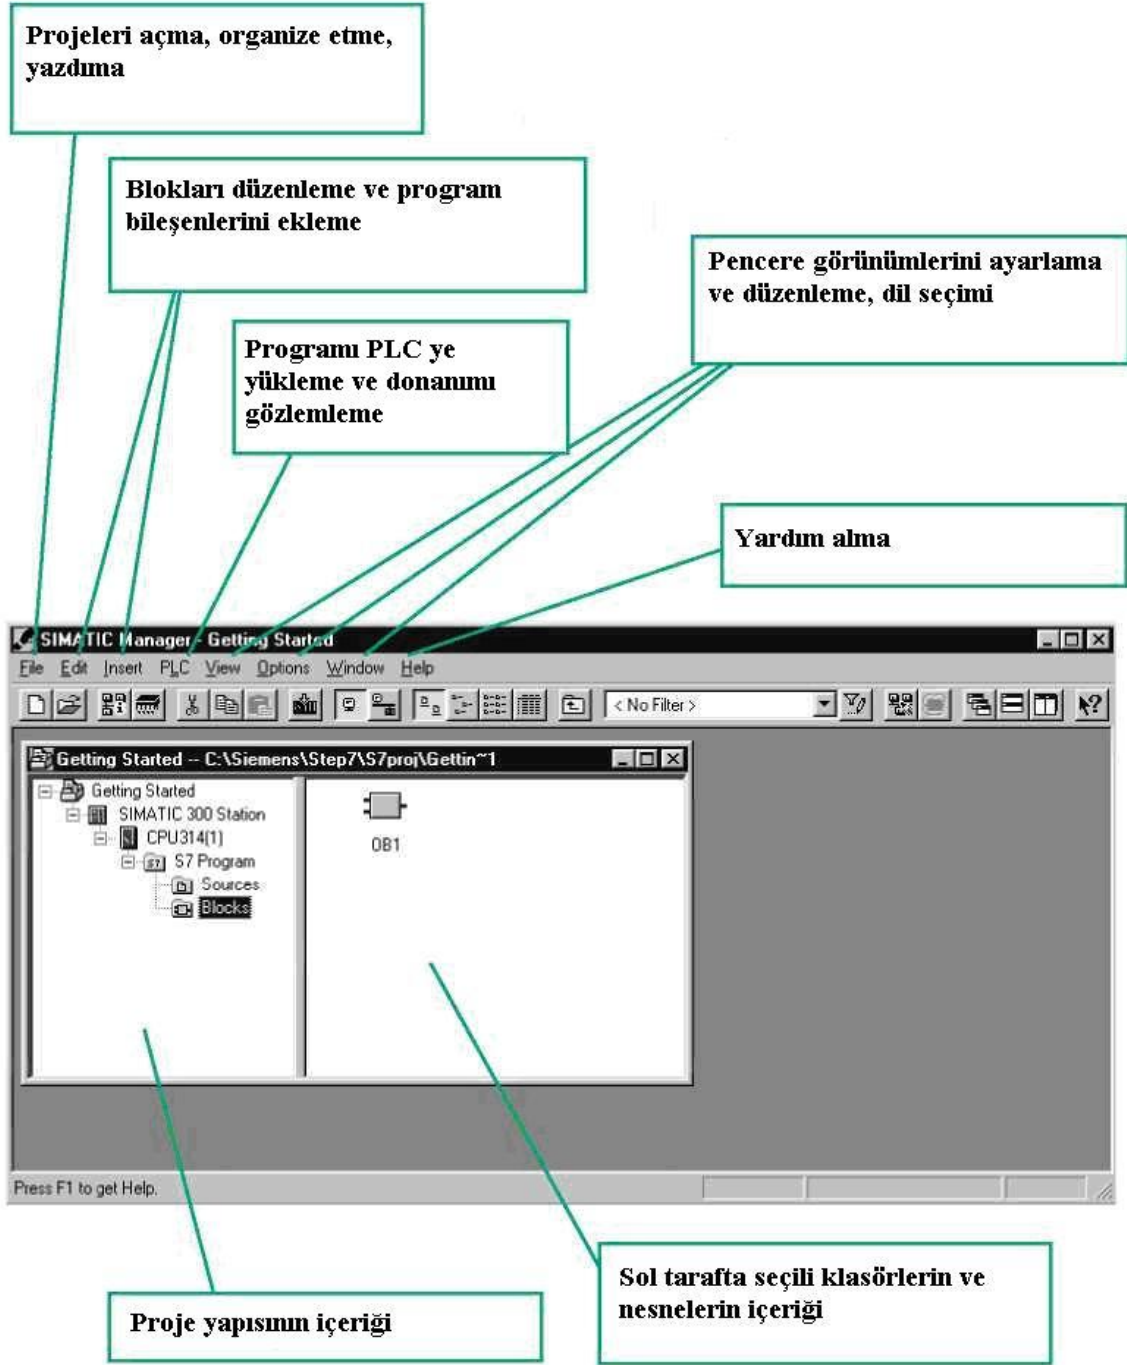 Projeleri açma, organize etme,
yazdıma
Blokları düzenleme ve program
bileşenlerini ekleme
Pencere görünümlerini ayarlama
ve düzenleme, dil seçimi
Programı PLC ye
yükleme ve donanımı
gözlemleme
Yardım alma
SIMATIC Manager - Getting Started
File Edit Insert PLC View Options Window Help
< No Filter >
Getting Started -- C:\Siemens\Step7\S7proj\Gettin~1
Getting Started
SIMATIC 300 Station
CPU314(1)
S7 Program
Sources
Blocks
OB1
Press F1 to get Help.
Sol tarafta seçili klasörlerin ve
nesnelerin içeriği
Proje yapısının içeriği